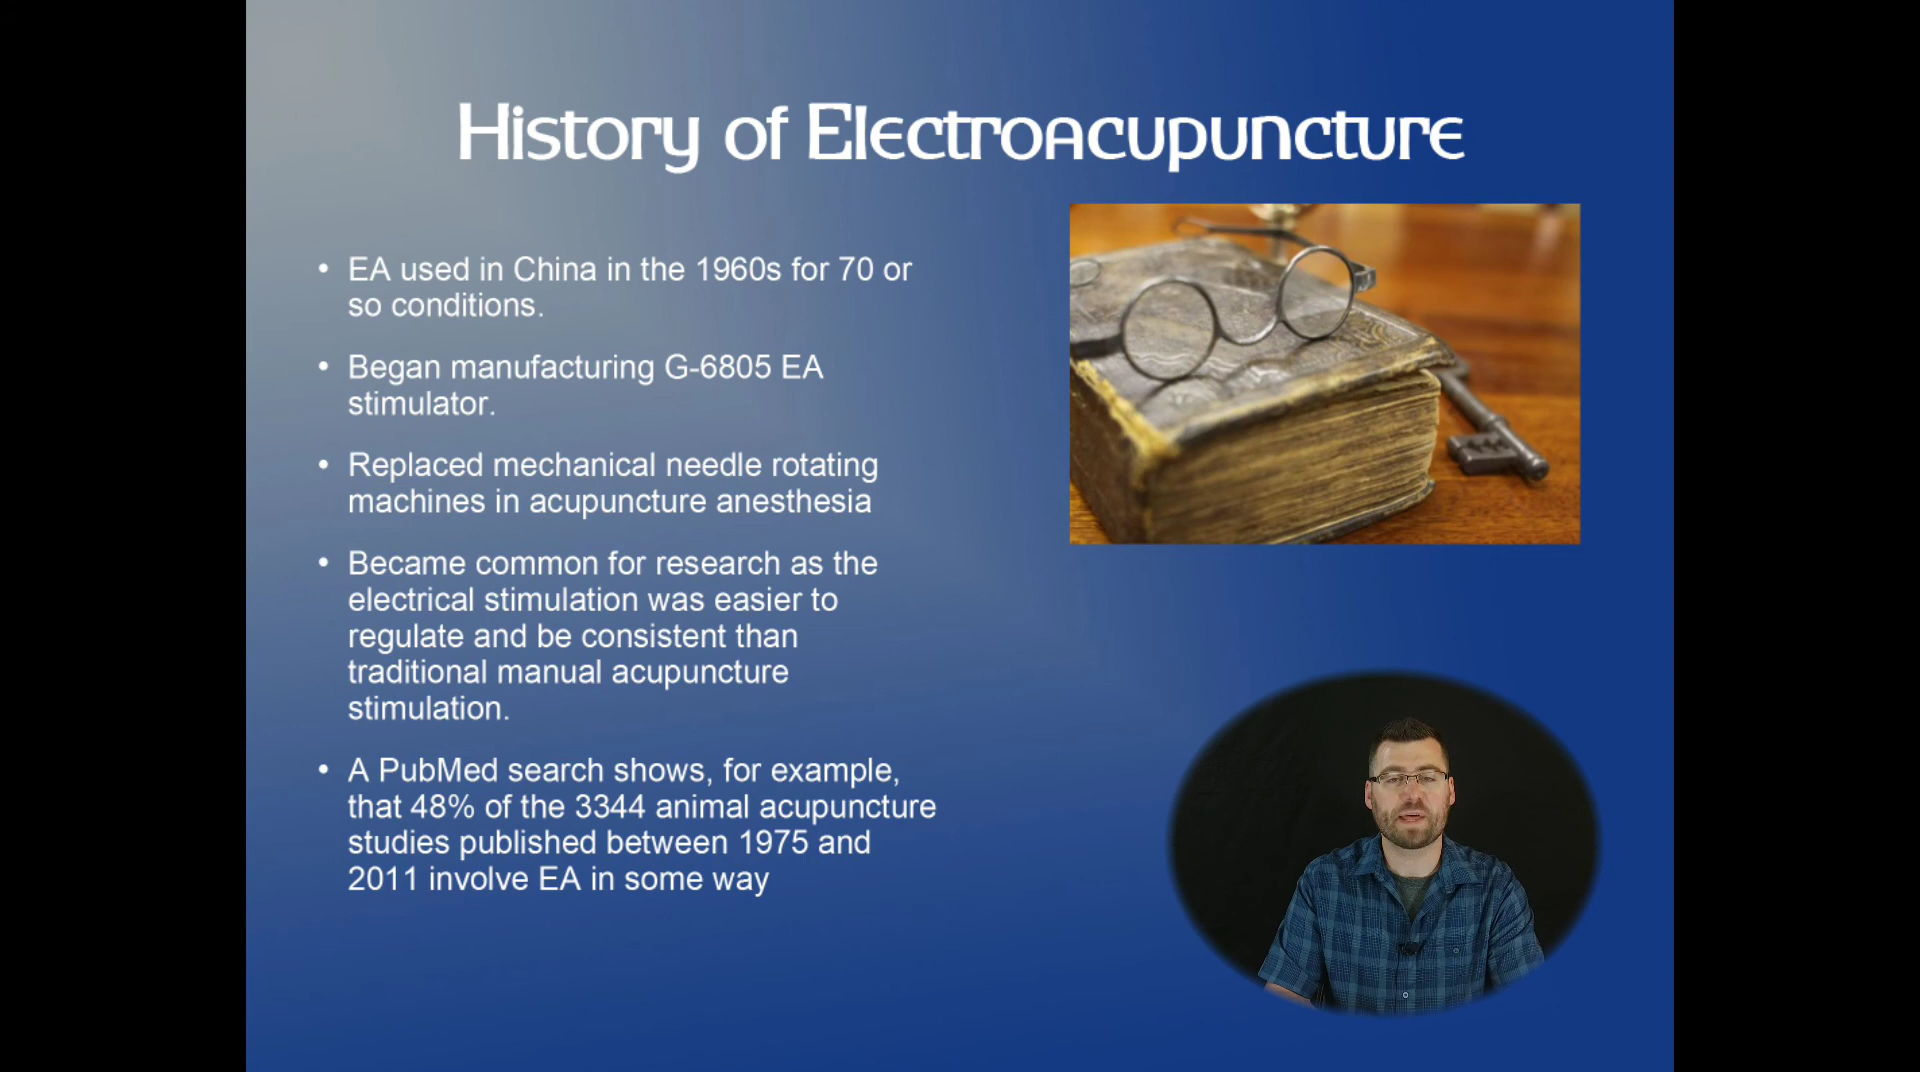 History of Electroacupuncture
• EA used in China in the 1960s for 70 or
so conditions.
• Began manufacturing G-6805 EA
stimulator.
• Replaced mechanical needle rotating
machines in acupuncture anesthesia
• Became common for research as the
electrical stimulation was easier to
regulate and be consistent than
traditional manual acupuncture
stimulation.
• A PubMed search shows, for example,
that 48% of the 3344 animal acupuncture
studies published between 1975 and
2011 involve EA in some way